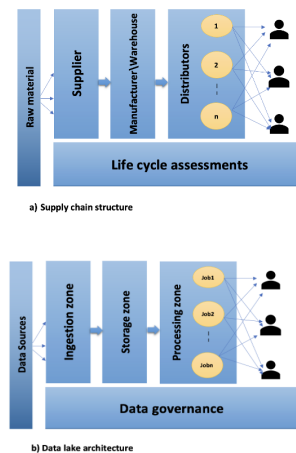 Raw material
Supplier
Manufacturer\Warehouse
Distributors
1
2
n
Life cycle assessments
a) Supply chain structure
Data Sources
Ingestion zone
Storage zone
Processing zone
Job1
Job2
Jobn
Data governance
b) Data lake architecture